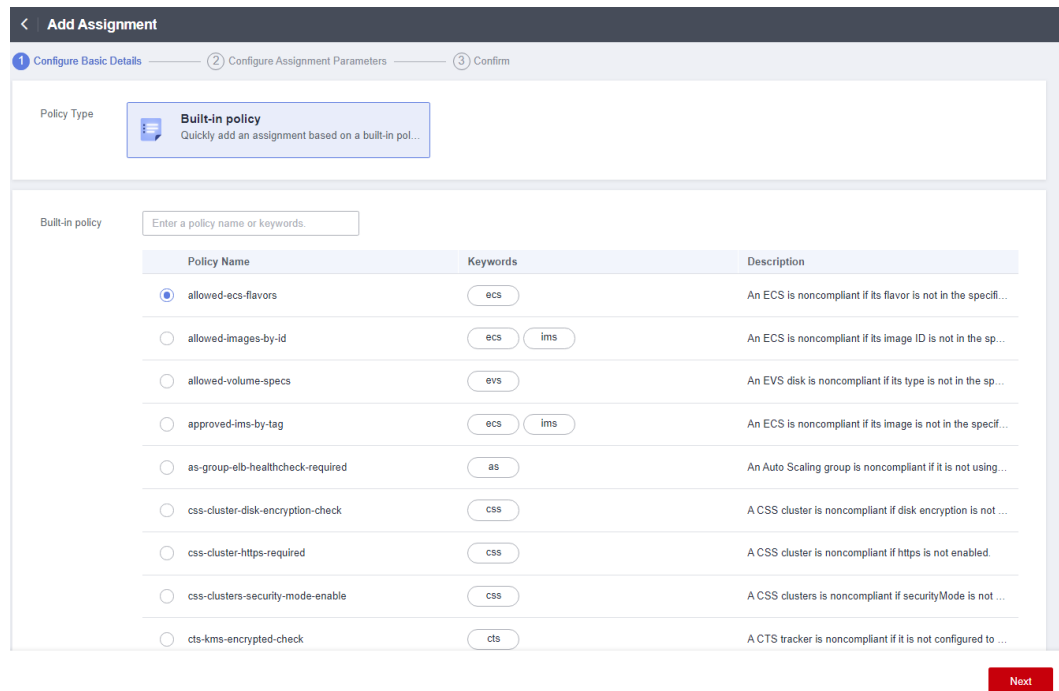 Add Assignment
1 Configure Basic Details 2 Configure Assignment Parameters 3 Confirm
Policy Type
Built-in policy
Quickly add an assignment based on a built-in pol...
Built-in policy Enter a policy name or keywords.
Policy Name Keywords Description
allowed-ecs-flavors ecs An ECS is noncompliant if its flavor is not in the specifi...
allowed-images-by-id ecs ims An ECS is noncompliant if its image ID is not in the sp...
allowed-volume-specs evs An EVS disk is noncompliant if its type is not in the sp...
approved-ims-by-tag ecs ims An ECS is noncompliant if its image is not in the specif...
as-group-elb-healthcheck-required as An Auto Scaling group is noncompliant if it is not using...
css-cluster-disk-encryption-check css A CSS cluster is noncompliant if disk encryption is not ...
css-cluster-https-required css A CSS cluster is noncompliant if https is not enabled.
css-clusters-security-mode-enable css A CSS clusters is noncompliant if securityMode is not ...
cts-kms-encrypted-check cts A CTS tracker is noncompliant if it is not configured to ...
Next